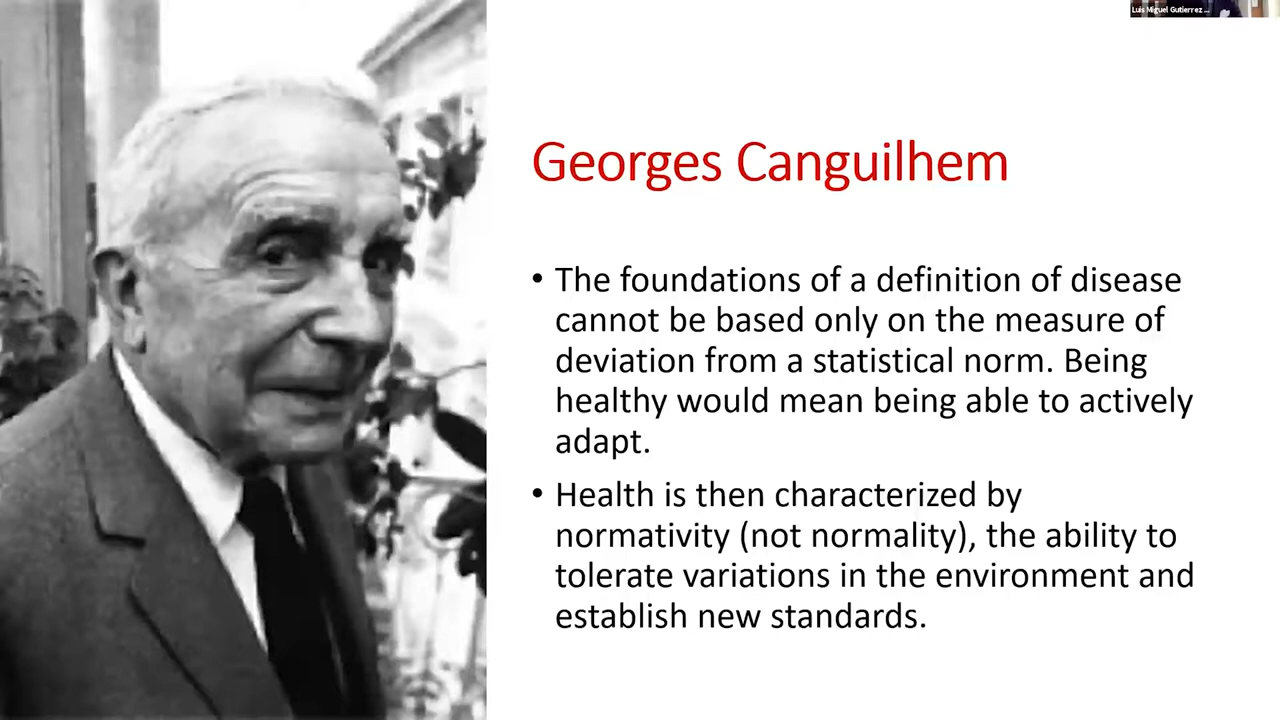 Luis Miguel Gutierrez ...
Georges Canguilhem
• The foundations of a definition of disease
cannot be based only on the measure of
deviation from a statistical norm. Being
healthy would mean being able to actively
adapt.
• Health is then characterized by
normativity (not normality), the ability to
tolerate variations in the environment and
establish new standards.